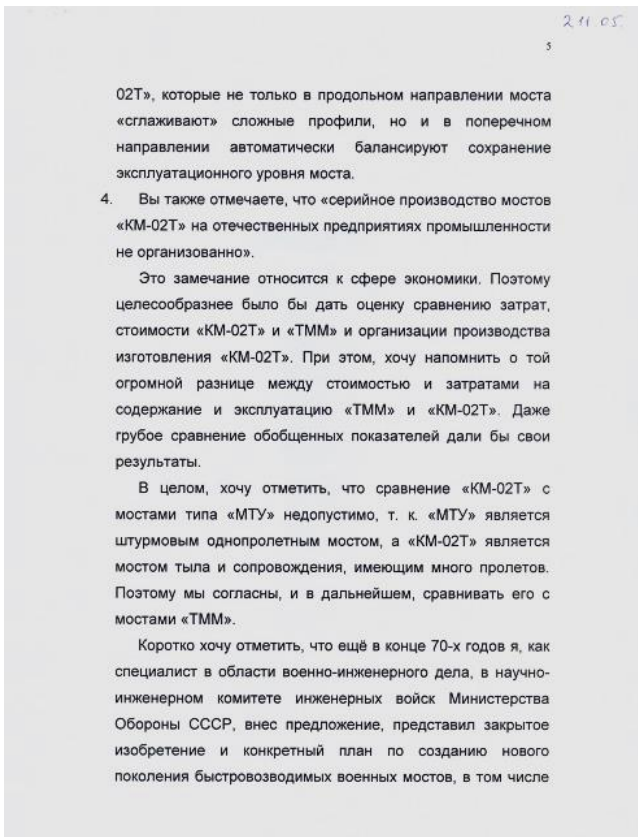 2 11 05.
5
02Т», которые не только в продольном направлении моста
«сглаживают» сложные профили, но и в поперечном
направлении автоматически балансируют сохранение
эксплуатационного уровня моста.
4. Вы также отмечаете, что «серийное производство мостов
«КМ-02Т» на отечественных предприятиях промышленности
не организованно».
Это замечание относится к сфере экономики. Поэтому
целесообразнее было бы дать оценку сравнению затрат,
стоимости «КМ-02Т» и «ТММ» и организации производства
изготовления «КМ-02Т». При этом, хочу напомнить о той
огромной разнице между стоимостью и затратами на
содержание и эксплуатацию «ТММ» и «КМ-02Т». Даже
грубое сравнение обобщенных показателей дали бы свои
результаты.
В целом, хочу отметить, что сравнение «КМ-02Т» с
мостами типа «МТУ» недопустимо, т. к. «МТУ» является
штурмовым однопролетным мостом, а «КМ-02Т» является
мостом тыла и сопровождения, имеющим много пролетов.
Поэтому мы согласны, и в дальнейшем, сравнивать его с
мостами «ТММ».
Коротко хочу отметить, что ещё в конце 70-х годов я, как
специалист в области военно-инженерного дела, в научно-
инженерном комитете инженерных войск Министерства
Обороны СССР, внес предложение, представил закрытое
изобретение и конкретный план по созданию нового
поколения быстровозводимых военных мостов, в том числе